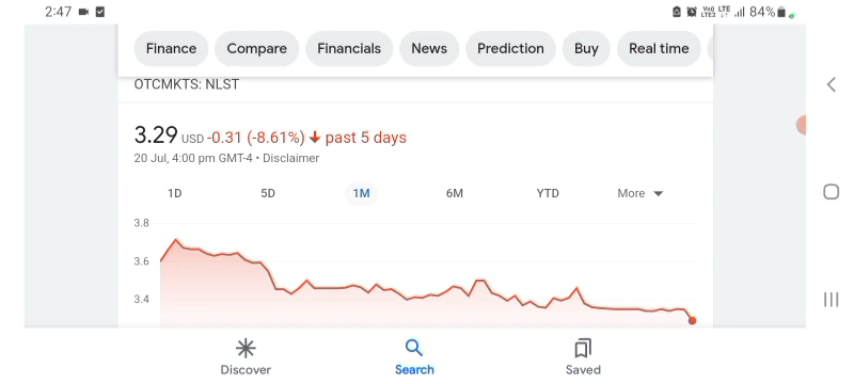 2:47
84%
Finance Compare Financials News Prediction Buy Real time
OTCMKTS: NLST
3.29 USD -0.31 (-8.61%) ↓ past 5 days
20 Jul, 4:00 pm GMT-4 • Disclaimer
1D 5D 1M 6M YTD More
3.8
3.6
3.4
Discover Search Saved